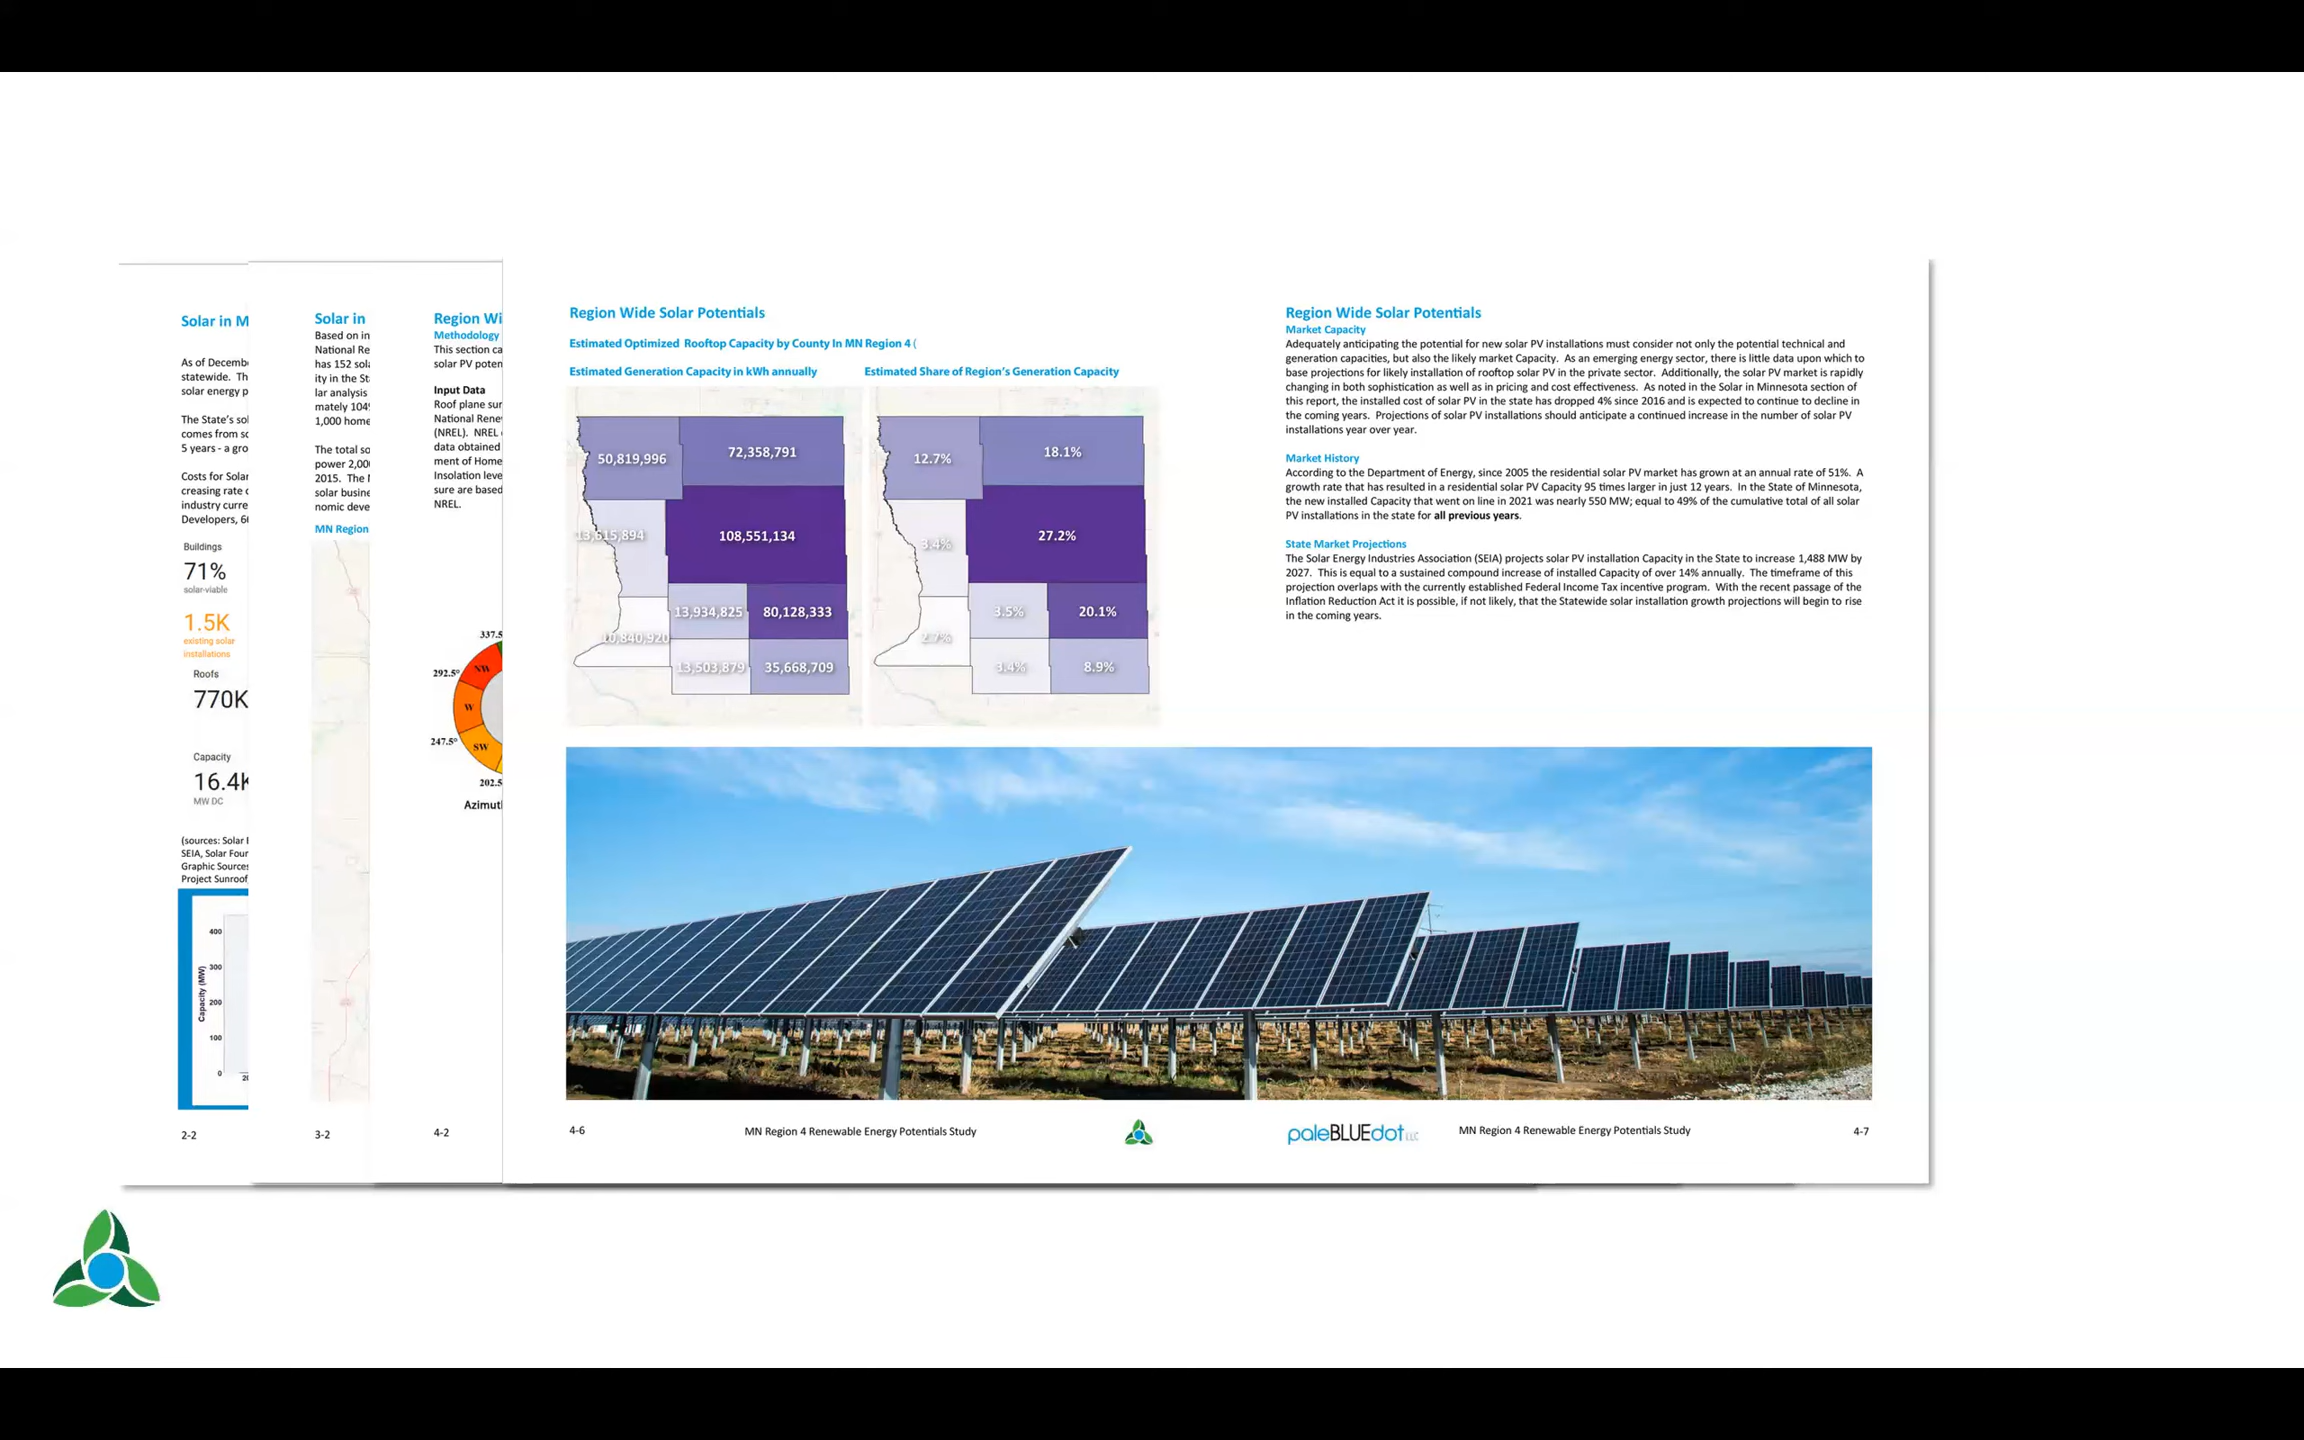 Solar in M
As of Decemb
statewide. Th
solar energy p
The State's sol
comes from so
5 years - a gro
Costs for Solar
creasing rate c
industry curre
Developers, 6
Buildings
71%
solar-viable
1.5K
existing solar
installations
Roofs
770K
Capacity
16.4K
MW DC
(sources: Solar
SEIA, Solar Four
Graphic Sources
Project Sunroof
400
300
200
100
0
Capacity (MW)
2-2
Solar in
Based on in
National Re
has 152 sola
ity in the St
lar analysis
mately 104
1,000 home
The total so
power 2,00
2015. The
solar busine
nomic deve
MN Region
3-2
Region Wi
Methodology
This section ca
solar PV poten
Input Data
Roof plane sur
National Rene
(NREL). NREL
data obtained
ment of Home
Insolation leve
sure are based
NREL.
337.5
292.5°
NW
W
247.5°
SW
202.5
Azimut
4-2
Region Wide Solar Potentials
Estimated Optimized Rooftop Capacity by County In MN Region 4 (
Estimated Generation Capacity in kWh annually
Estimated Share of Region's Generation Capacity
50,819,996
72,358,791
13,615,894
108,551,134
13,934,825
80,128,333
10,840,920
13,503,879
35,668,709
12.7%
18.1%
3.4%
27.2%
3.5%
20.1%
2.7%
3.4%
8.9%
4-6
MN Region 4 Renewable Energy Potentials Study
Region Wide Solar Potentials
Market Capacity
Adequately anticipating the potential for new solar PV installations must consider not only the potential technical and
generation capacities, but also the likely market Capacity. As an emerging energy sector, there is little data upon which to
base projections for likely installation of rooftop solar PV in the private sector. Additionally, the solar PV market is rapidly
changing in both sophistication as well as in pricing and cost effectiveness. As noted in the Solar in Minnesota section of
this report, the installed cost of solar PV in the state has dropped 4% since 2016 and is expected to continue to decline in
the coming years. Projections of solar PV installations should anticipate a continued increase in the number of solar PV
installations year over year.
Market History
According to the Department of Energy, since 2005 the residential solar PV market has grown at an annual rate of 51%. A
growth rate that has resulted in a residential solar PV Capacity 95 times larger in just 12 years. In the State of Minnesota,
the new installed Capacity that went on line in 2021 was nearly 550 MW; equal to 49% of the cumulative total of all solar
PV installations in the state for all previous years.
State Market Projections
The Solar Energy Industries Association (SEIA) projects solar PV installation Capacity in the State to increase 1,488 MW by
2027. This is equal to a sustained compound increase of installed Capacity of over 14% annually. The timeframe of this
projection overlaps with the currently established Federal Income Tax incentive program. With the recent passage of the
Inflation Reduction Act it is possible, if not likely, that the Statewide solar installation growth projections will begin to rise
in the coming years.
paleBLUEdot LLC
MN Region 4 Renewable Energy Potentials Study
4-7